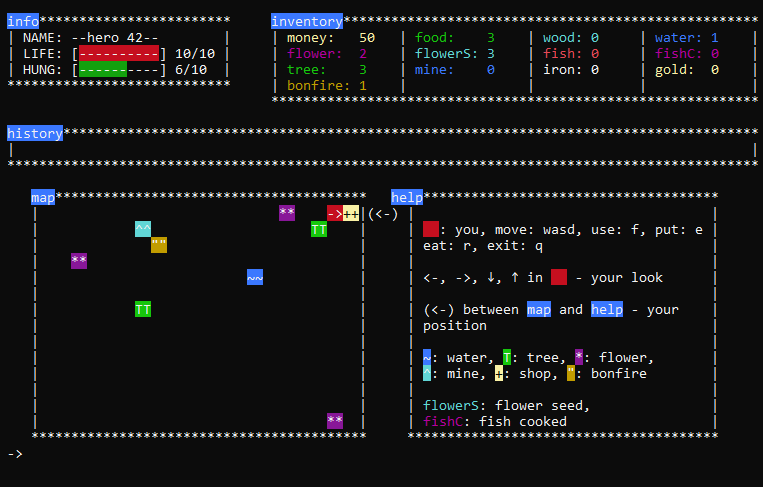 info************************ inventory****************************************************
| NAME: --hero 42-- | | money: 50 | food: 3 | wood: 0 | water: 1 |
| LIFE: [----------] 10/10 | | flower: 2 | flowerS: 3 | fish: 0 | fishC: 0 |
| HUNG: [----------] 6/10 | | tree: 3 | mine: 0 | iron: 0 | gold: 0 |
**************************** | bonfire: 1 | | | |
*************************************************************
history***************************************************************************************
| |
**********************************************************************************************
map*************************************** help*************************************
| ** ->++|(<-) | |
| ^^ TT | | : you, move: wasd, use: f, put: e |
| "" | | eat: r, exit: q |
| ** | | |
| ~~ | | <-, ->, ↓, ↑ in - your look |
| | | |
| TT | | (<-) between map and help - your |
| | | position |
| | | |
| | | ~: water, T: tree, *: flower, |
| | | ^: mine, +: shop, ": bonfire |
| | | |
| | | flowerS: flower seed, |
| ** | | fishC: fish cooked |
****************************************** ***************************************
->